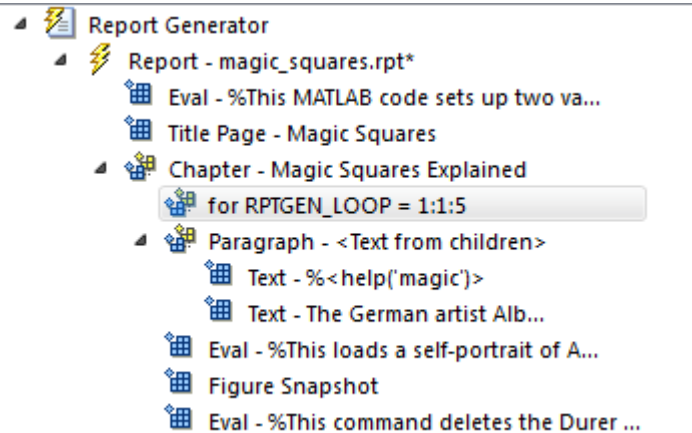 Report Generator
Report - magic_squares.rpt*
Eval - %This MATLAB code sets up two va...
Title Page - Magic Squares
Chapter - Magic Squares Explained
for RPTGEN_LOOP = 1:1:5
Paragraph - <Text from children>
Text - %<help('magic')>
Text - The German artist Alb...
Eval - %This loads a self-portrait of A...
Figure Snapshot
Eval - %This command deletes the Durer ...